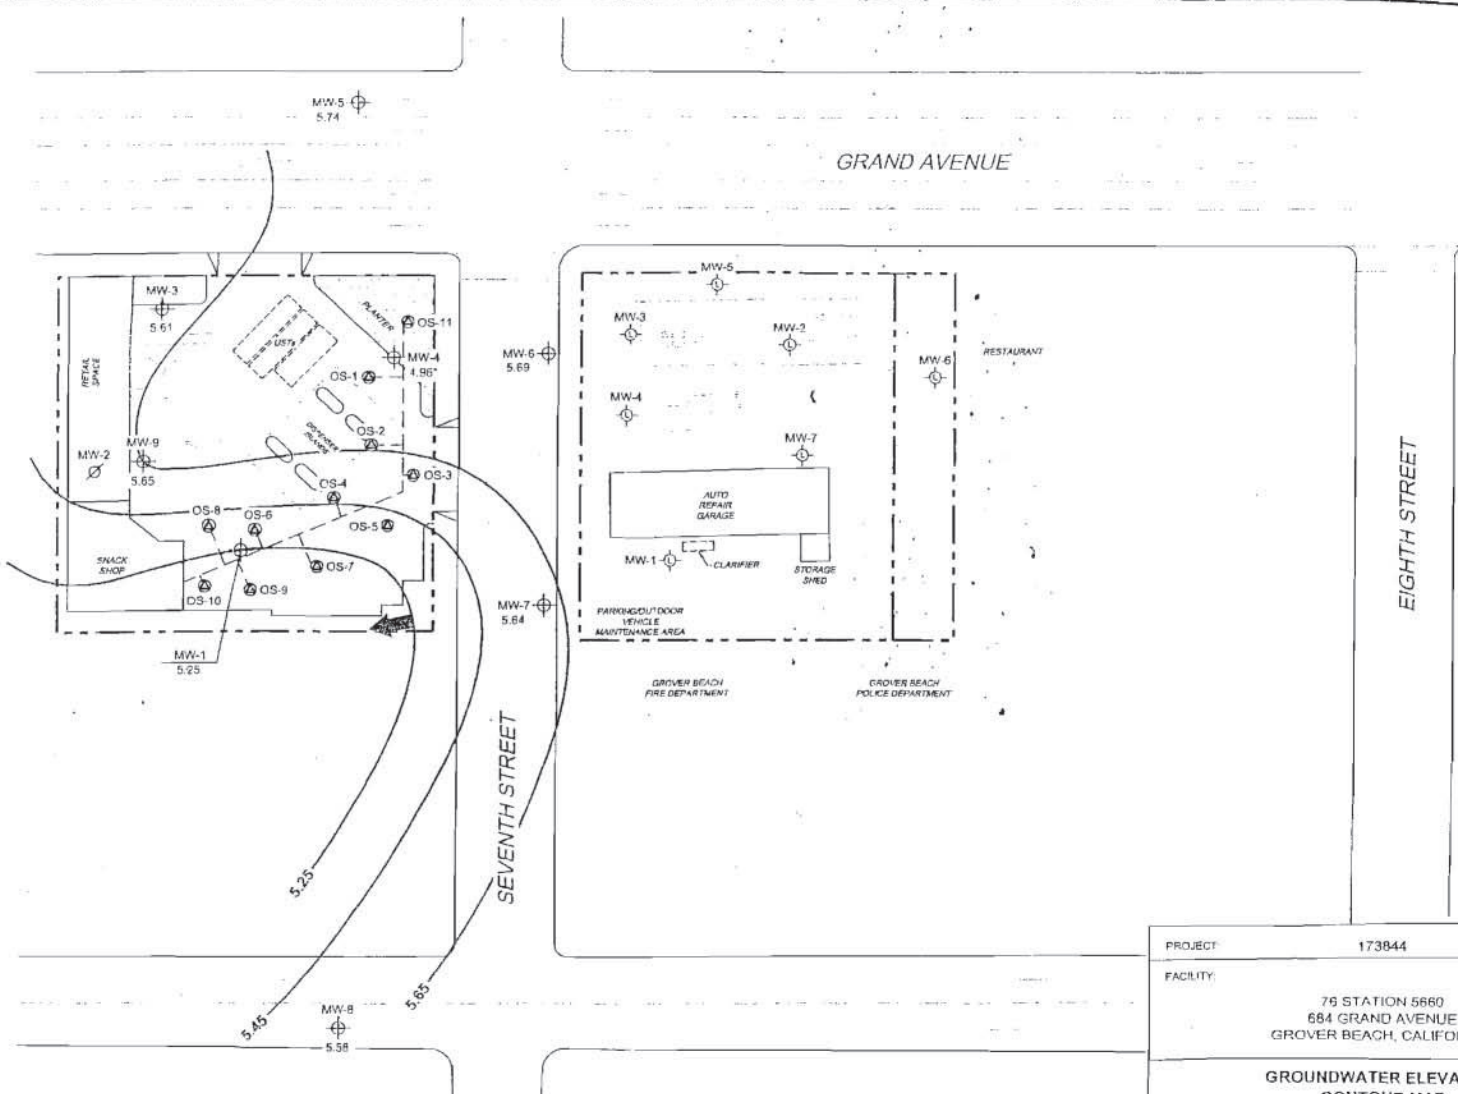 MW-5
5.74
GRAND AVENUE
MW-3
5.61
PLANTER
OS-11
USTs
RETAIL
SPACE
MW-4
4.96*
OS-1
MW-6
5.69
MW-5
MW-3
MW-2
MW-6
RESTAURANT
MW-4
OS-2
DISPENSER
ISLANDS
MW-9
5.65
MW-2
OS-3
OS-4
MW-7
OS-8
OS-6
OS-5
AUTO
REPAIR
GARAGE
SNACK
SHOP
OS-7
MW-1
CLARIFIER
STORAGE
SHED
OS-10
OS-9
MW-7
5.64
PARKING/OUTDOOR
VEHICLE
MAINTENANCE AREA
MW-1
5.25
GROVER BEACH
FIRE DEPARTMENT
GROVER BEACH
POLICE DEPARTMENT
EIGHTH STREET
SEVENTH STREET
5.25
5.45
5.65
MW-8
5.58
PROJECT:
173844
FACILITY:
76 STATION 5660
684 GRAND AVENUE
GROVER BEACH, CALIFO
GROUNDWATER ELEVA